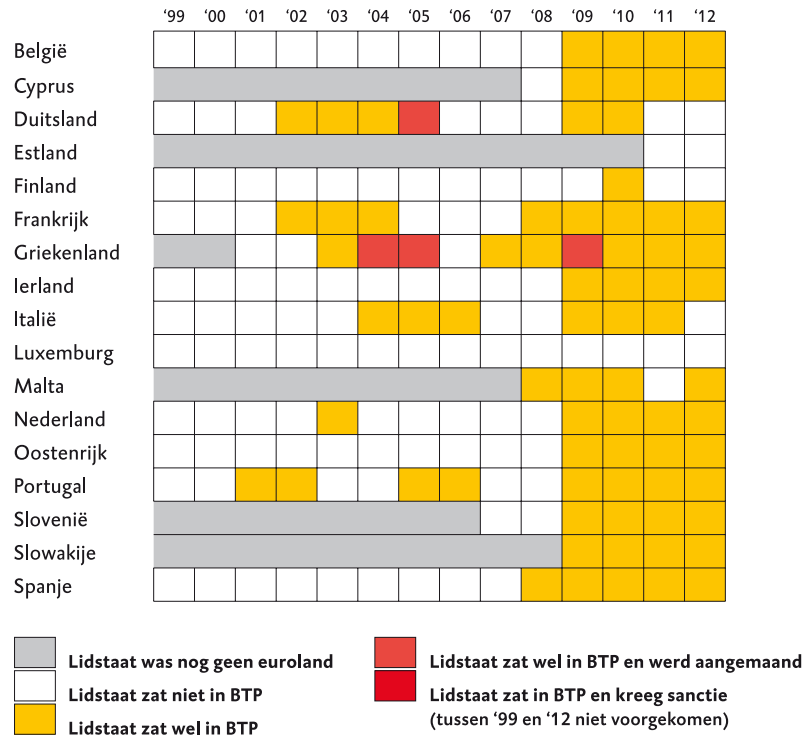 ‘99 ‘00 ‘01 ‘02 ‘03 ‘04 ‘05 ‘06 ‘07 ‘08 ‘09 ‘10 ‘11 ‘12
België
Cyprus
Duitsland
Estland
Finland
Frankrijk
Griekenland
Ierland
Italië
Luxemburg
Malta
Nederland
Oostenrijk
Portugal
Slovenië
Slowakije
Spanje
Lidstaat was nog geen euroland
Lidstaat zat niet in BTP
Lidstaat zat wel in BTP
Lidstaat zat wel in BTP en werd aangemaand
Lidstaat zat in BTP en kreeg sanctie
(tussen ‘99 en ‘12 niet voorgekomen)